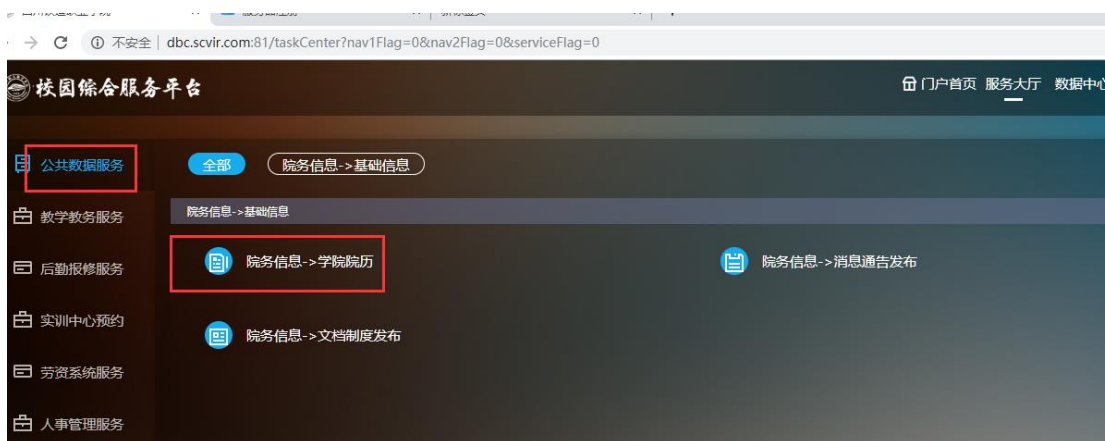 不安全 | dbc.scvir.com:81/taskCenter?nav1Flag=0&nav2Flag=0&serviceFlag=0
校园综合服务平台
门户首页 服务大厅 数据中心
公共数据服务
全部 院务信息->基础信息
教学教务服务
院务信息->基础信息
后勤报修服务
院务信息->学院院历
院务信息->消息通告发布
实训中心预约
院务信息->文档制度发布
劳资系统服务
人事管理服务